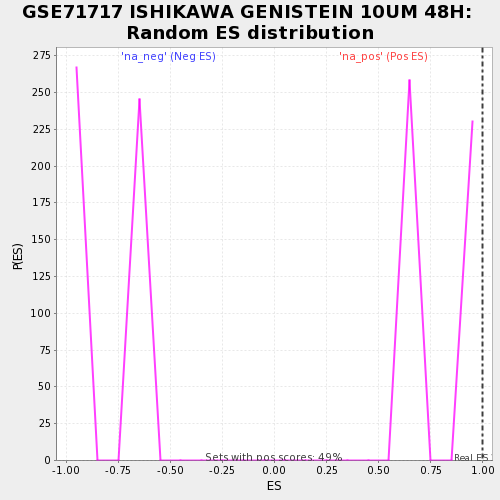 GSE71717 ISHIKAWA GENISTEIN 10UM 48H:
Random ES distribution
'na_neg' (Neg ES)
'na_pos' (Pos ES)
275
250
225
200
175
150
125
100
75
50
25
0
P(ES)
Sets with pos scores: 49%
Real ES
-1.00 -0.75 -0.50 -0.25 0.00 0.25 0.50 0.75 1.00
ES